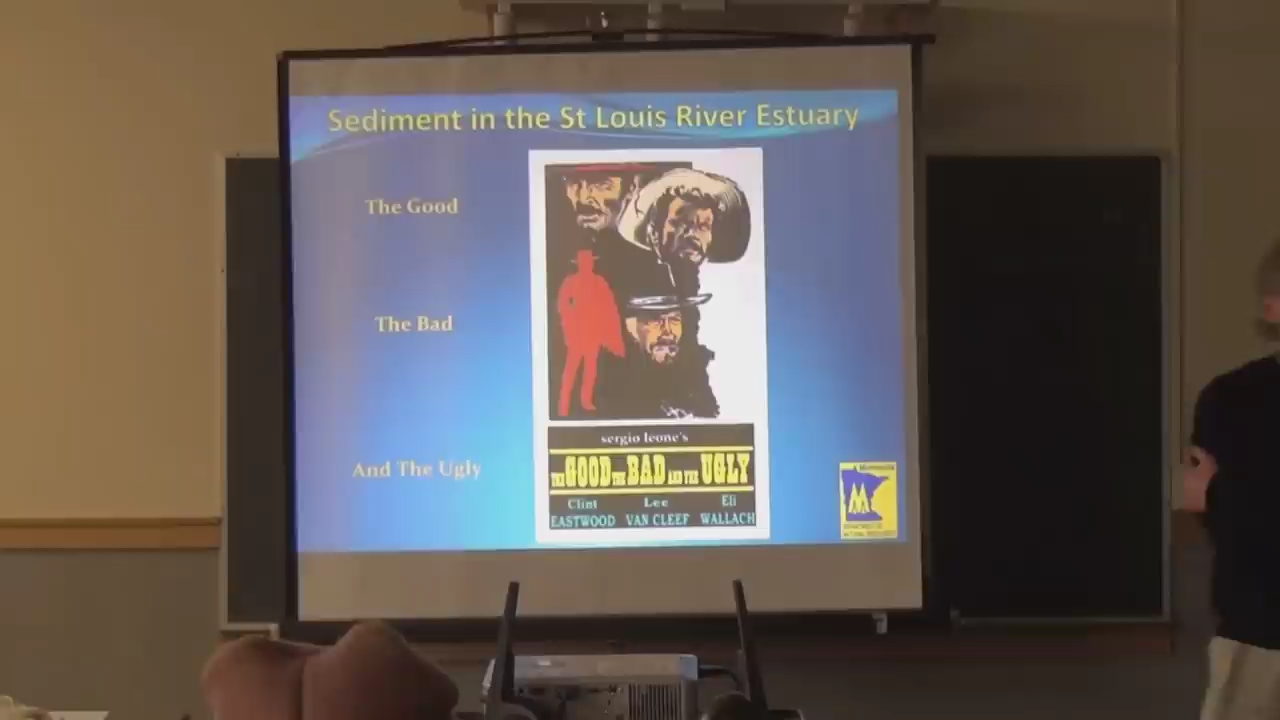 Sediment in the St Louis River Estuary
The Good
The Bad
And The Ugly
sergio leone's
THE GOOD THE BAD AND THE UGLY
Clint Lee Eli
EASTWOOD VAN CLEEF WALLACH
Minnesota